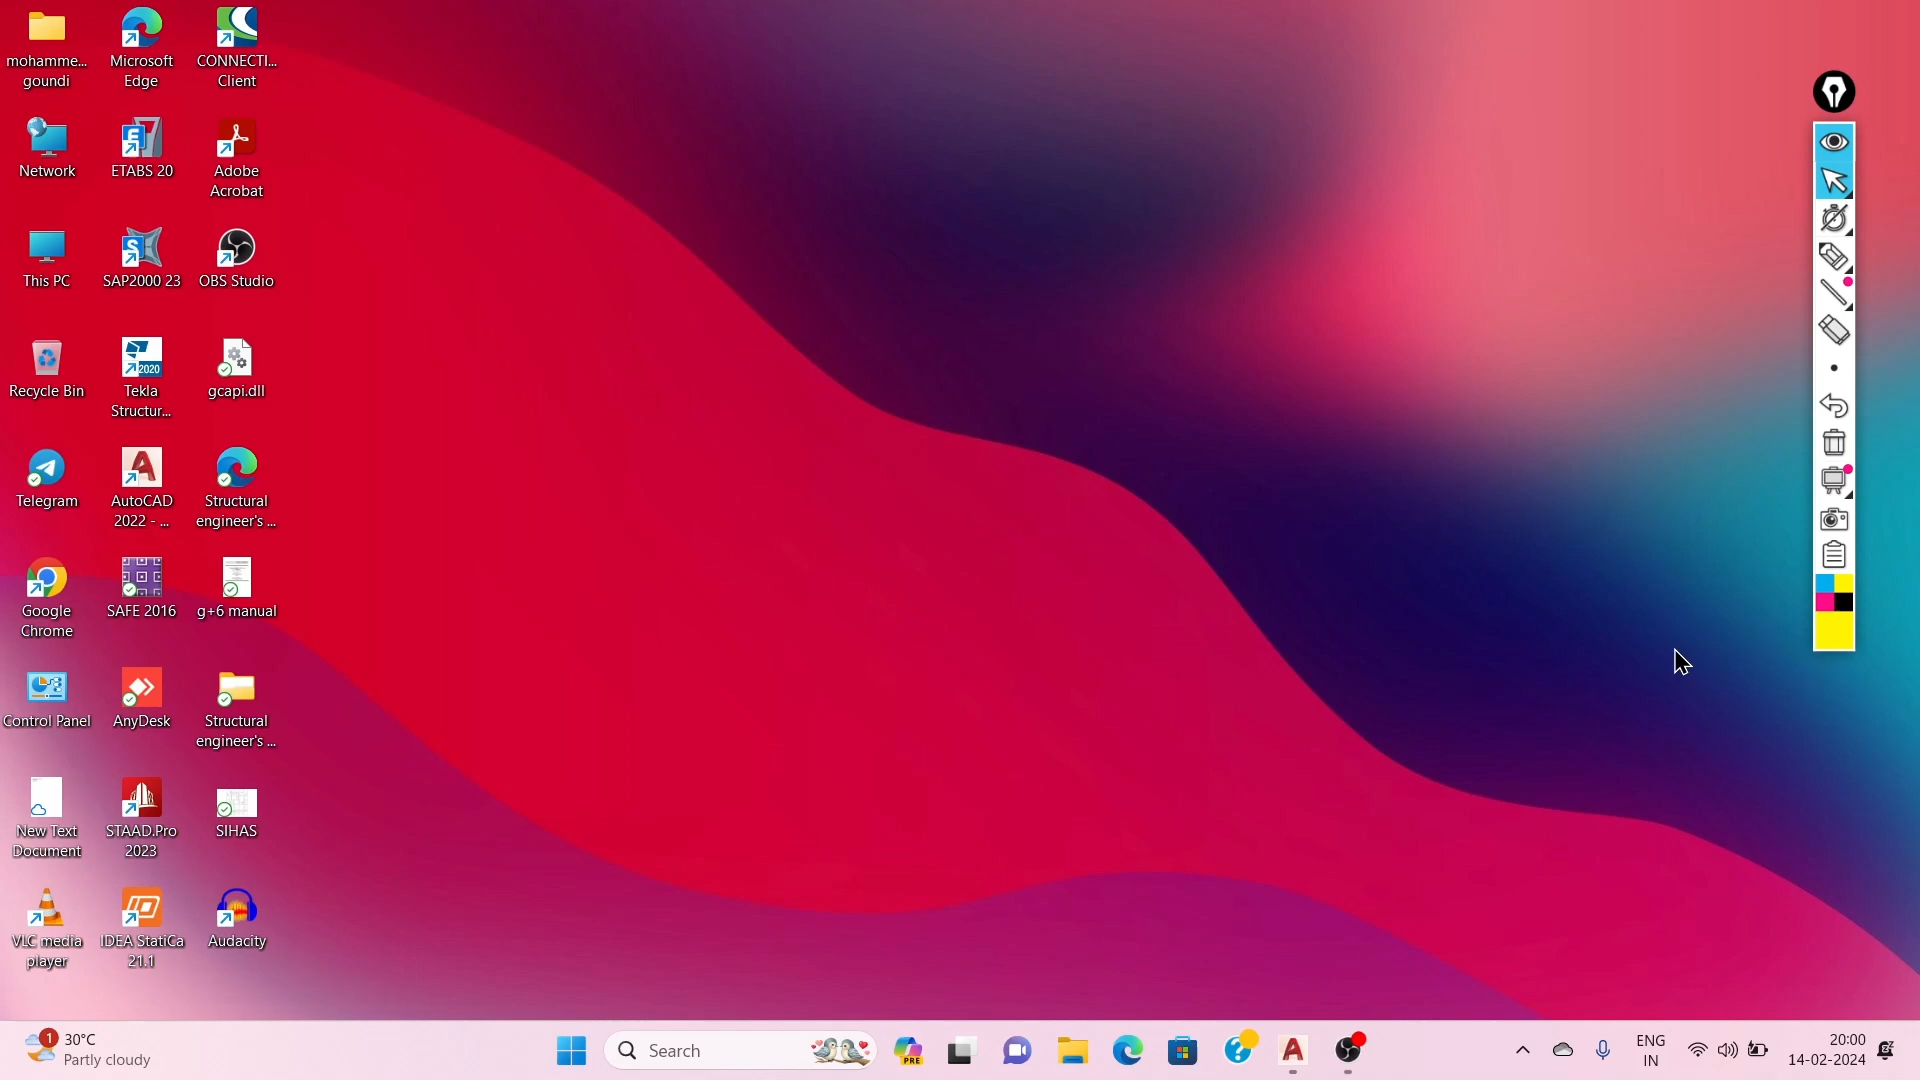 mohamme...
goundi
Microsoft
Edge
CONNECTI...
Client
Network
ETABS 20
Adobe
Acrobat
This PC
SAP2000 23
OBS Studio
Recycle Bin
2020
Tekla
Structur...
gcapi.dll
Telegram
AutoCAD
2022 - ...
Structural
engineer's ...
Google
Chrome
SAFE 2016
g+6 manual
Control Panel
AnyDesk
Structural
engineer's ...
New Text
Document
STAAD.Pro
2023
SIHAS
VLC media
player
IDEA StatiCa
21.1
Audacity
1
30°C
Partly cloudy
Search
PRE
ENG
IN
20:00
14-02-2024